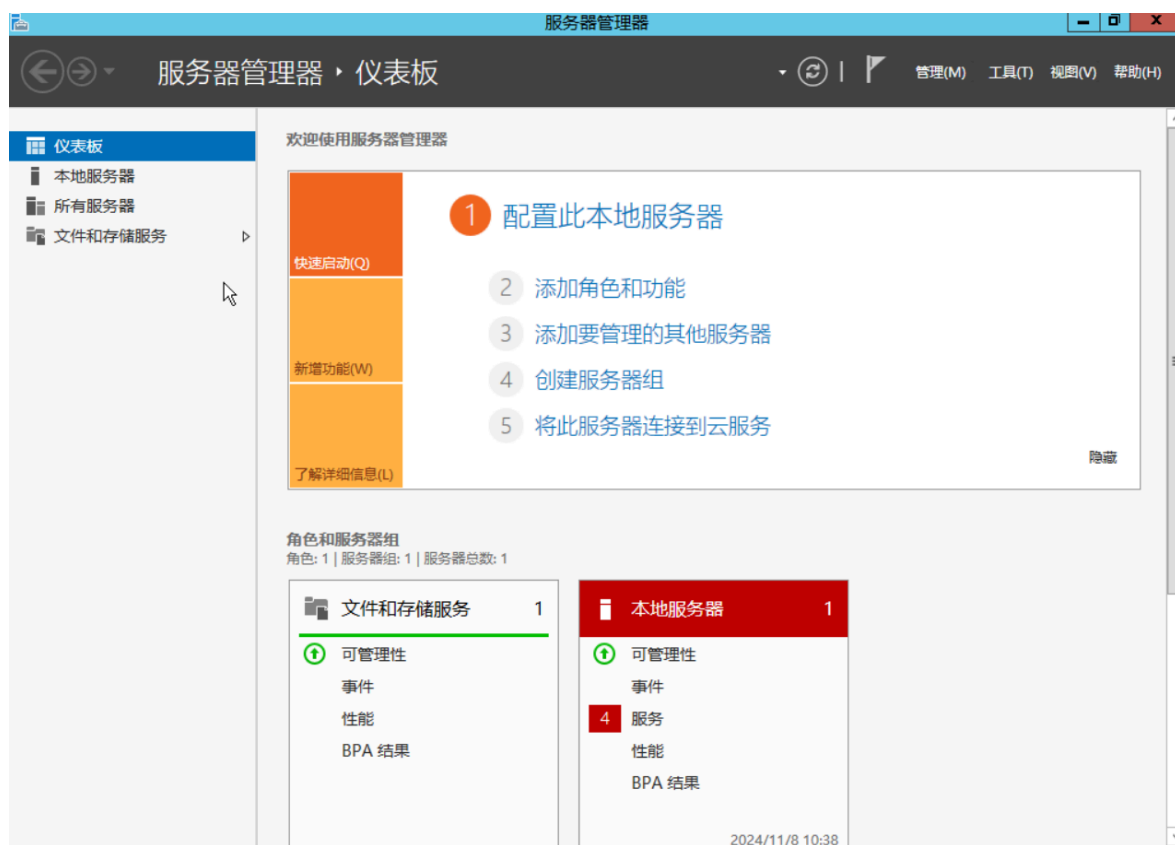 服务器管理器
服务器管理器 · 仪表板
管理(M) 工具(T) 视图(V) 帮助(H)
仪表板
本地服务器
所有服务器
文件和存储服务
欢迎使用服务器管理器
快速启动(Q)
新增功能(W)
了解详细信息(L)
1 配置此本地服务器
2 添加角色和功能
3 添加要管理的其他服务器
4 创建服务器组
5 将此服务器连接到云服务
隐藏
角色和服务器组
角色: 1 | 服务器组: 1 | 服务器总数: 1
文件和存储服务 1
可管理性
事件
性能
BPA 结果
本地服务器 1
可管理性
事件
4 服务
性能
BPA 结果
2024/11/8 10:38